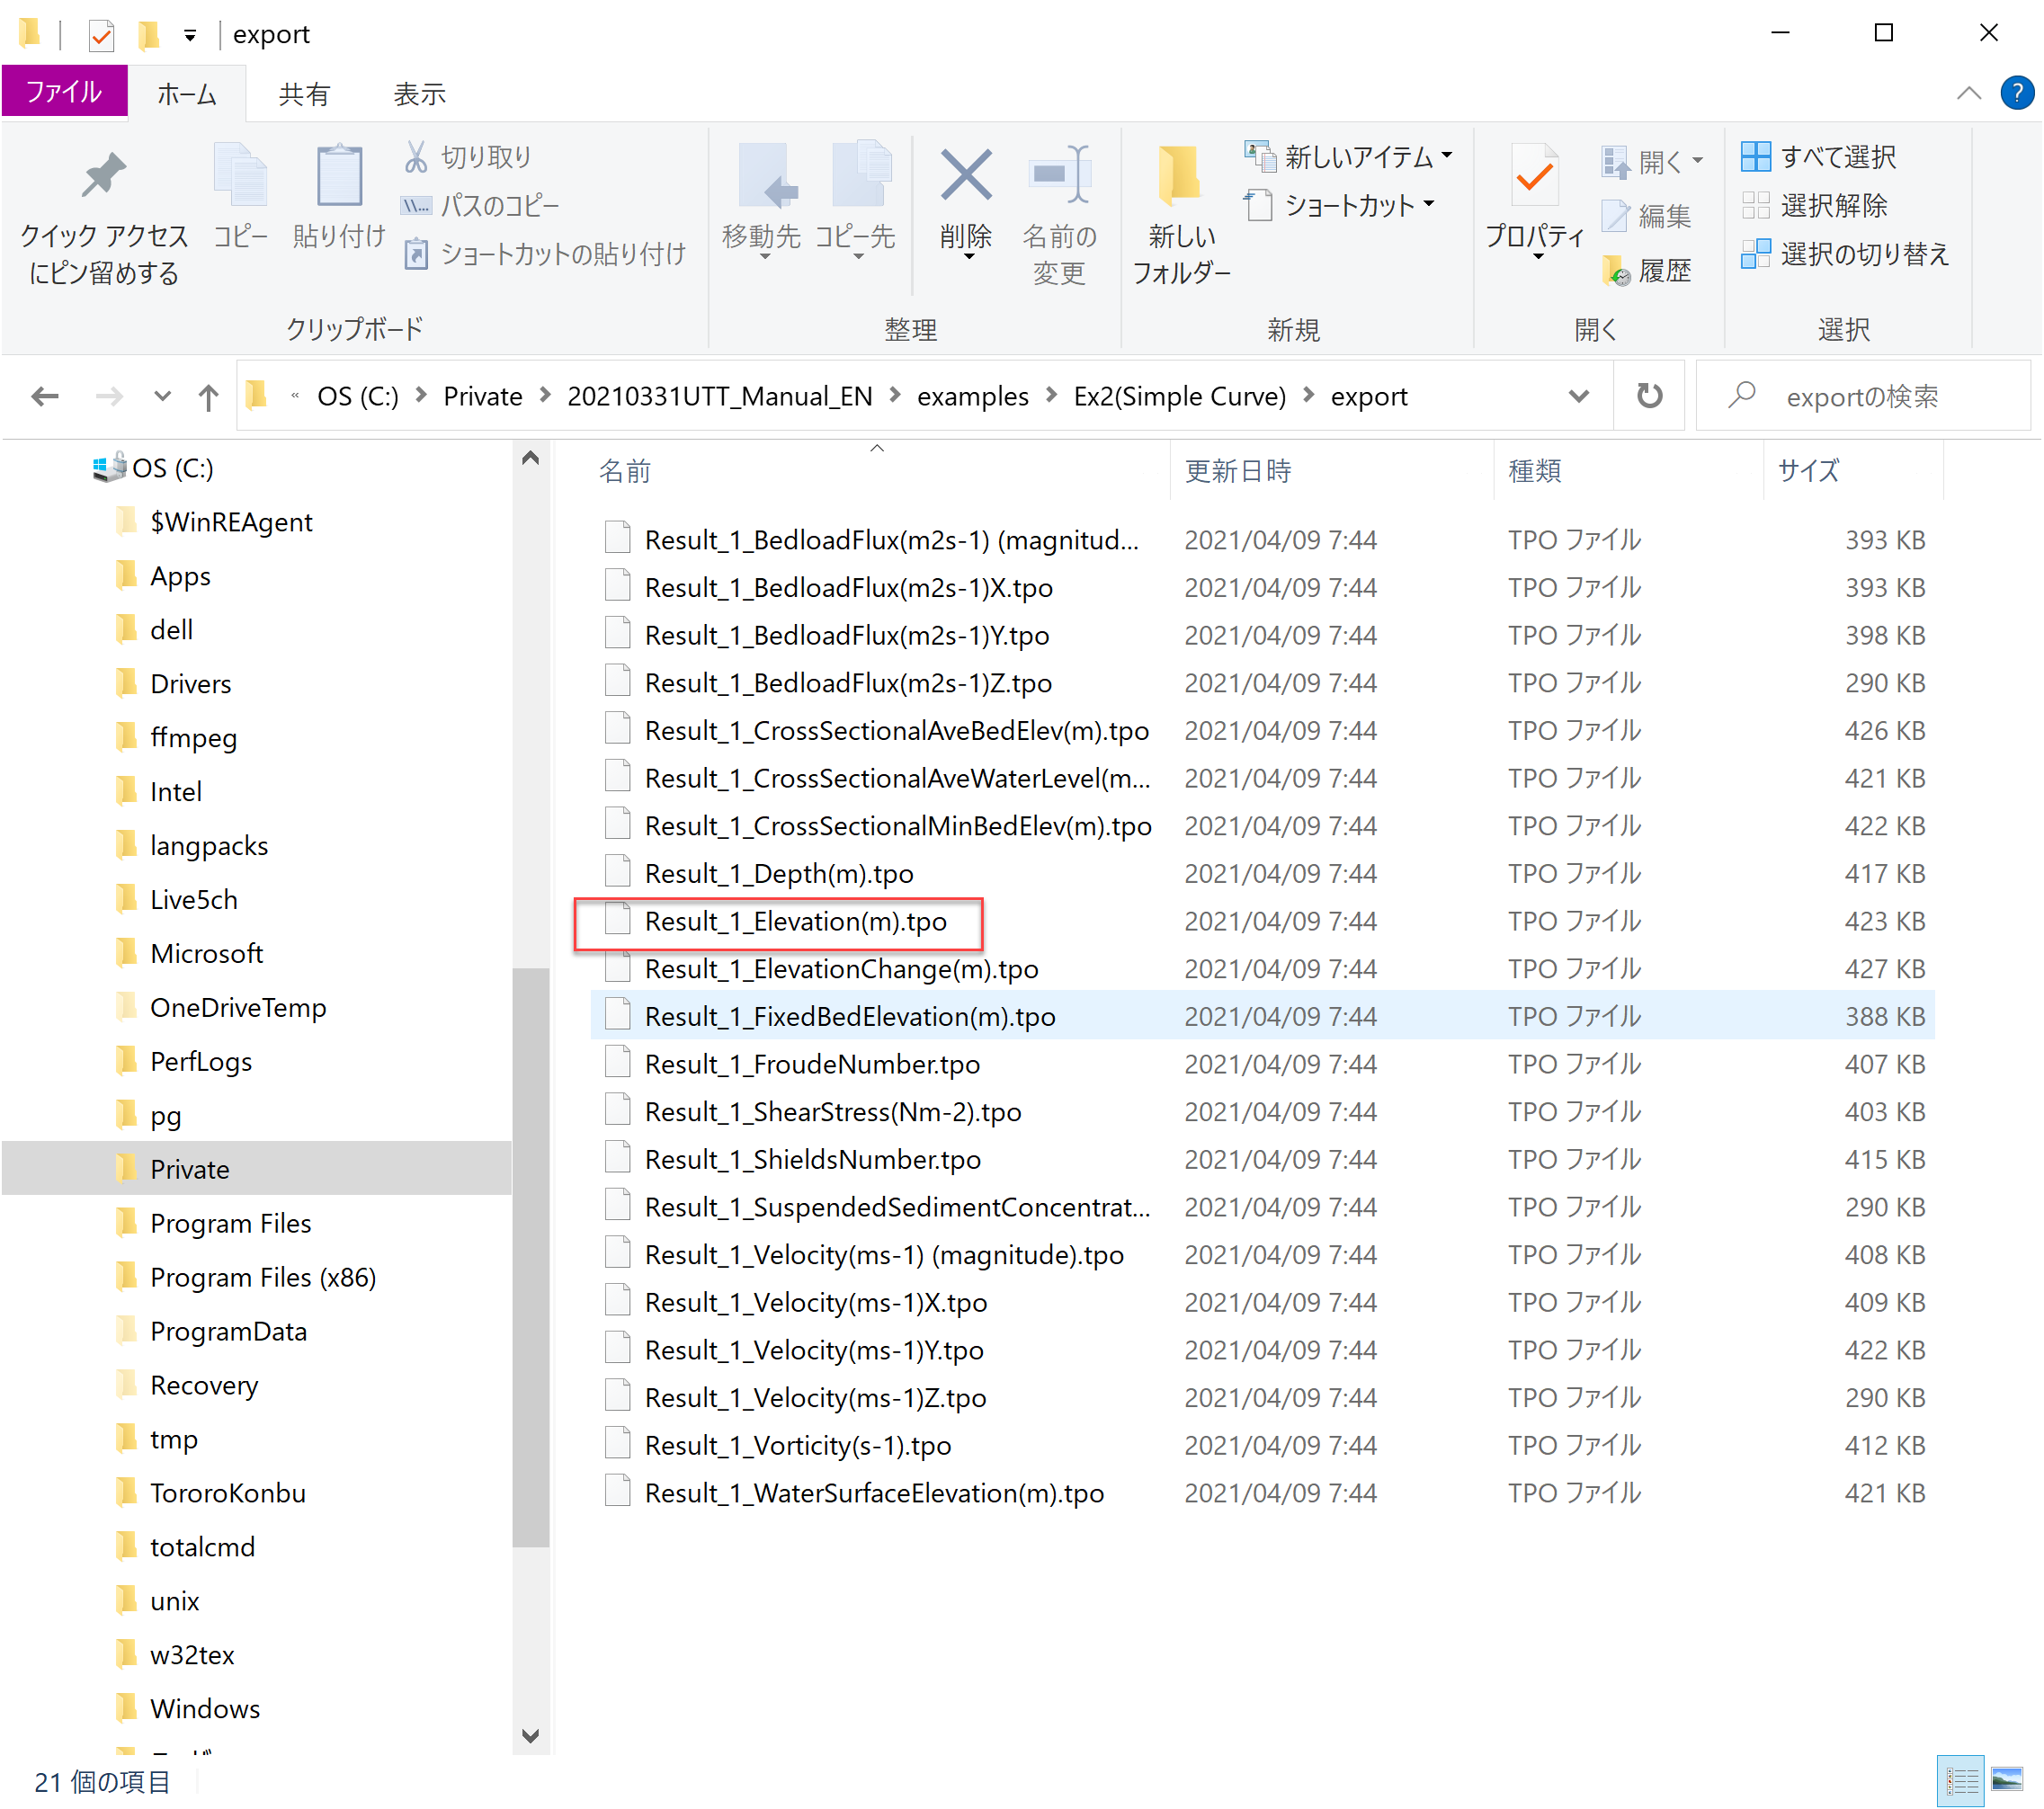 export
ファイル ホーム 共有 表示
クイック アクセス
にピン留めする
コピー
貼り付け
切り取り
パスのコピー
ショートカットの貼り付け
クリップボード
移動先
コピー先
削除
名前の
変更
整理
新しい
フォルダー
新しいアイテム
ショートカット
新規
プロパティ
開く
編集
履歴
開く
すべて選択
選択解除
選択の切り替え
選択
« OS (C:) Private 20210331UTT_Manual_EN examples Ex2(Simple Curve) export
exportの検索
OS (C:)
$WinREAgent
Apps
dell
Drivers
ffmpeg
Intel
langpacks
Live5ch
Microsoft
OneDriveTemp
PerfLogs
pg
Private
Program Files
Program Files (x86)
ProgramData
Recovery
tmp
TororoKonbu
totalcmd
unix
w32tex
Windows
名前 更新日時 種類 サイズ
Result_1_BedloadFlux(m2s-1) (magnitud... 2021/04/09 7:44 TPO ファイル 393 KB
Result_1_BedloadFlux(m2s-1)X.tpo 2021/04/09 7:44 TPO ファイル 393 KB
Result_1_BedloadFlux(m2s-1)Y.tpo 2021/04/09 7:44 TPO ファイル 398 KB
Result_1_BedloadFlux(m2s-1)Z.tpo 2021/04/09 7:44 TPO ファイル 290 KB
Result_1_CrossSectionalAveBedElev(m).tpo 2021/04/09 7:44 TPO ファイル 426 KB
Result_1_CrossSectionalAveWaterLevel(m... 2021/04/09 7:44 TPO ファイル 421 KB
Result_1_CrossSectionalMinBedElev(m).tpo 2021/04/09 7:44 TPO ファイル 422 KB
Result_1_Depth(m).tpo 2021/04/09 7:44 TPO ファイル 417 KB
Result_1_Elevation(m).tpo 2021/04/09 7:44 TPO ファイル 423 KB
Result_1_ElevationChange(m).tpo 2021/04/09 7:44 TPO ファイル 427 KB
Result_1_FixedBedElevation(m).tpo 2021/04/09 7:44 TPO ファイル 388 KB
Result_1_FroudeNumber.tpo 2021/04/09 7:44 TPO ファイル 407 KB
Result_1_ShearStress(Nm-2).tpo 2021/04/09 7:44 TPO ファイル 403 KB
Result_1_ShieldsNumber.tpo 2021/04/09 7:44 TPO ファイル 415 KB
Result_1_SuspendedSedimentConcentrat... 2021/04/09 7:44 TPO ファイル 290 KB
Result_1_Velocity(ms-1) (magnitude).tpo 2021/04/09 7:44 TPO ファイル 408 KB
Result_1_Velocity(ms-1)X.tpo 2021/04/09 7:44 TPO ファイル 409 KB
Result_1_Velocity(ms-1)Y.tpo 2021/04/09 7:44 TPO ファイル 422 KB
Result_1_Velocity(ms-1)Z.tpo 2021/04/09 7:44 TPO ファイル 290 KB
Result_1_Vorticity(s-1).tpo 2021/04/09 7:44 TPO ファイル 412 KB
Result_1_WaterSurfaceElevation(m).tpo 2021/04/09 7:44 TPO ファイル 421 KB
21 個の項目